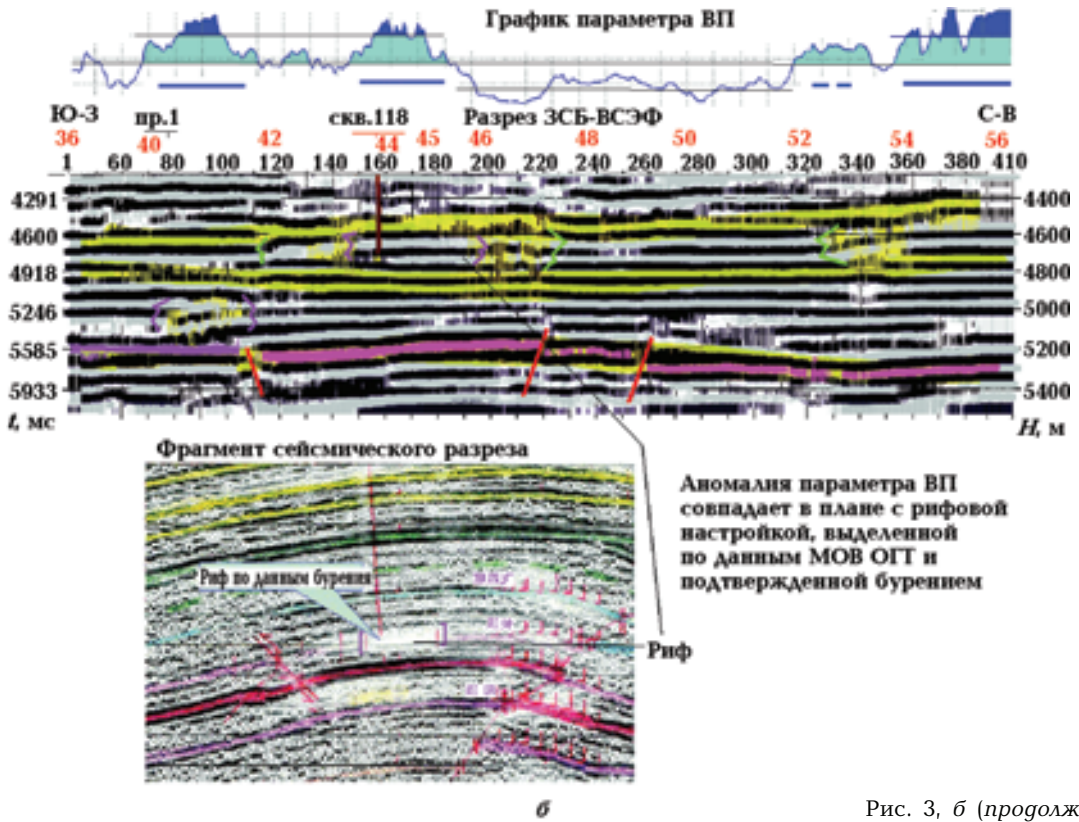 График параметра ВП
Ю-З пр.1 скв.118 Разрез ЗСБ-ВСЭФ С-В
36 40 42 44 45 46 48 50 52 54 56
1 60 80 100 120 140 160 180 200 220 240 260 280 300 320 340 360 380 410
4291 4400
4600 4600
4918 4800
5246 5000
5585 5200
5933 5400
t, мс H, м
Фрагмент сейсмического разреза
Аномалия параметра ВП
совпадает в плане с рифовой
настройкой, выделенной
по данным МОВ ОГТ и
подтвержденной бурением
Риф по данным бурения
Риф
б
Рис. 3, б (продолж